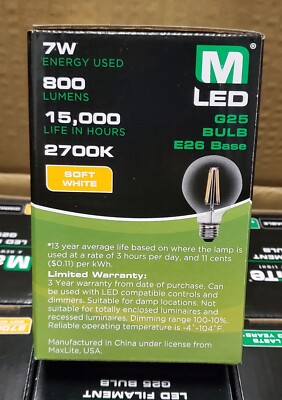 7W
ENERGY USED
800
LUMENS
15,000
LIFE IN HOURS
2700K
SOFT
WHITE
M®
LED
G25
BULB
E26 Base
*13 year average life based on where the lamp is
used at a rate of 3 hours per day, and 11 cents
($0.11) per kWh.
Limited Warranty:
3 Year warranty from date of purchase. Can
be used with LED compatible controls and
dimmers. Suitable for damp locations. Not
suitable for totally enclosed luminaires and
recessed luminaires. Dimming range 100-10%.
Reliable operating temperature is -4°-104°F.
Manufactured in China under license from
MaxLite, USA.
LED FILAMENT
G25 BULB